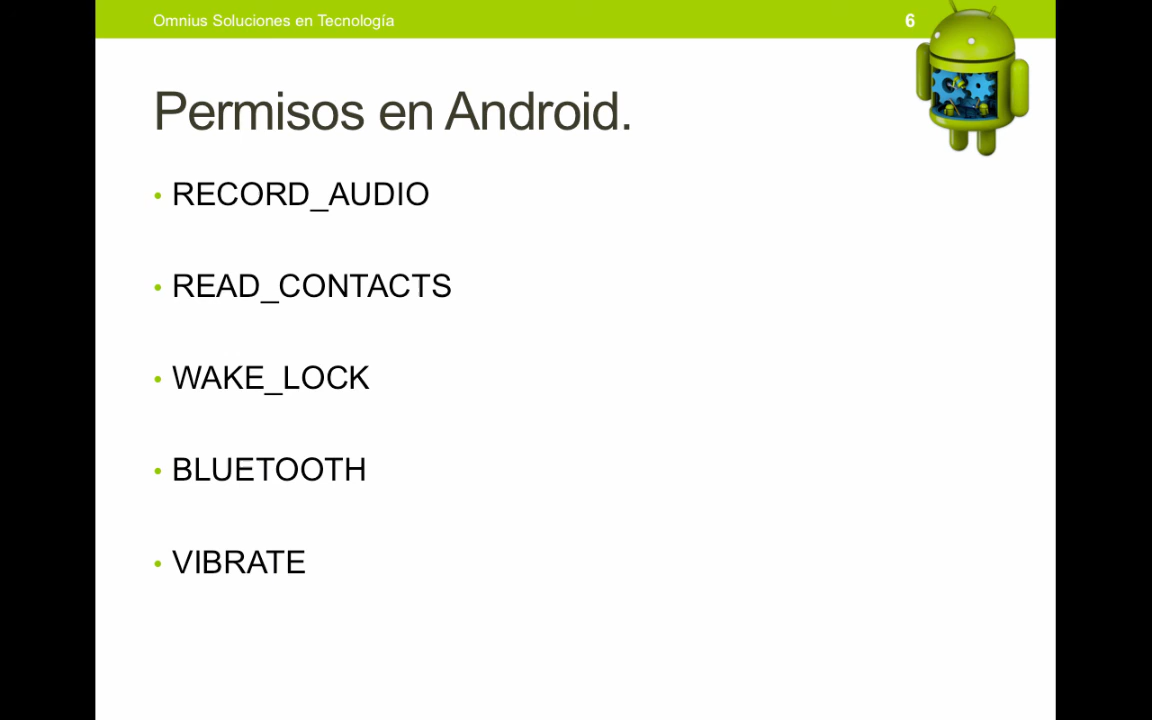 Omnius Soluciones en Tecnología
6
Permisos en Android.
• RECORD_AUDIO
• READ_CONTACTS
• WAKE_LOCK
• BLUETOOTH
• VIBRATE